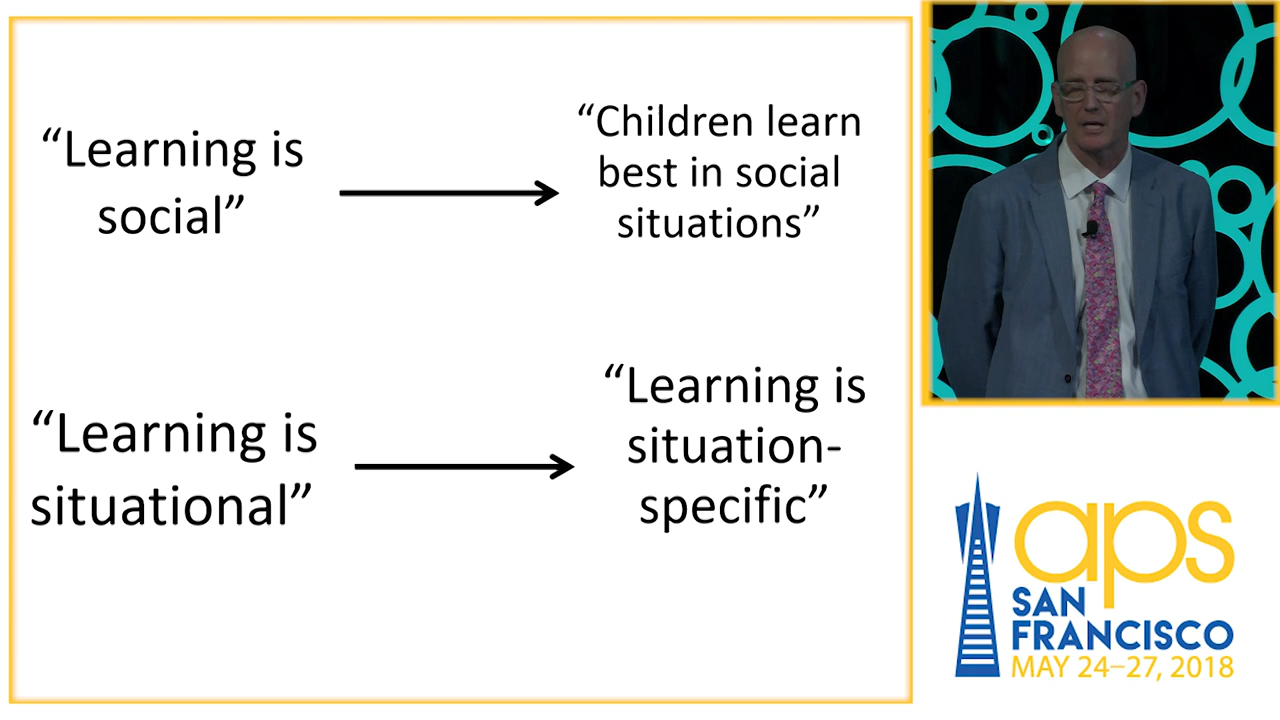 “Learning is
social”
“Children learn
best in social
situations”
“Learning is
situational”
“Learning is
situation-
specific”
aps
SAN
FRANCISCO
MAY 24–27, 2018